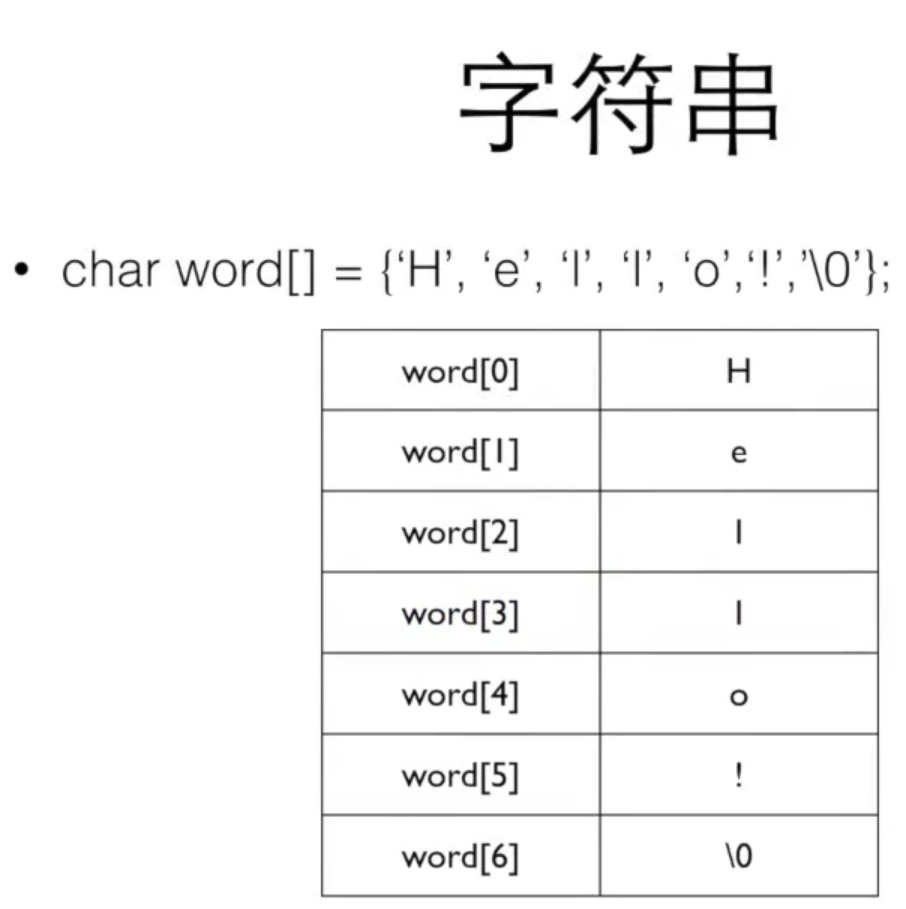 字符串
• char word[] = {‘H’, ‘e’, ‘l’, ‘l’, ‘o’,‘!’,’\0’};
word[0] H
word[1] e
word[2] l
word[3] l
word[4] o
word[5] !
word[6] \0